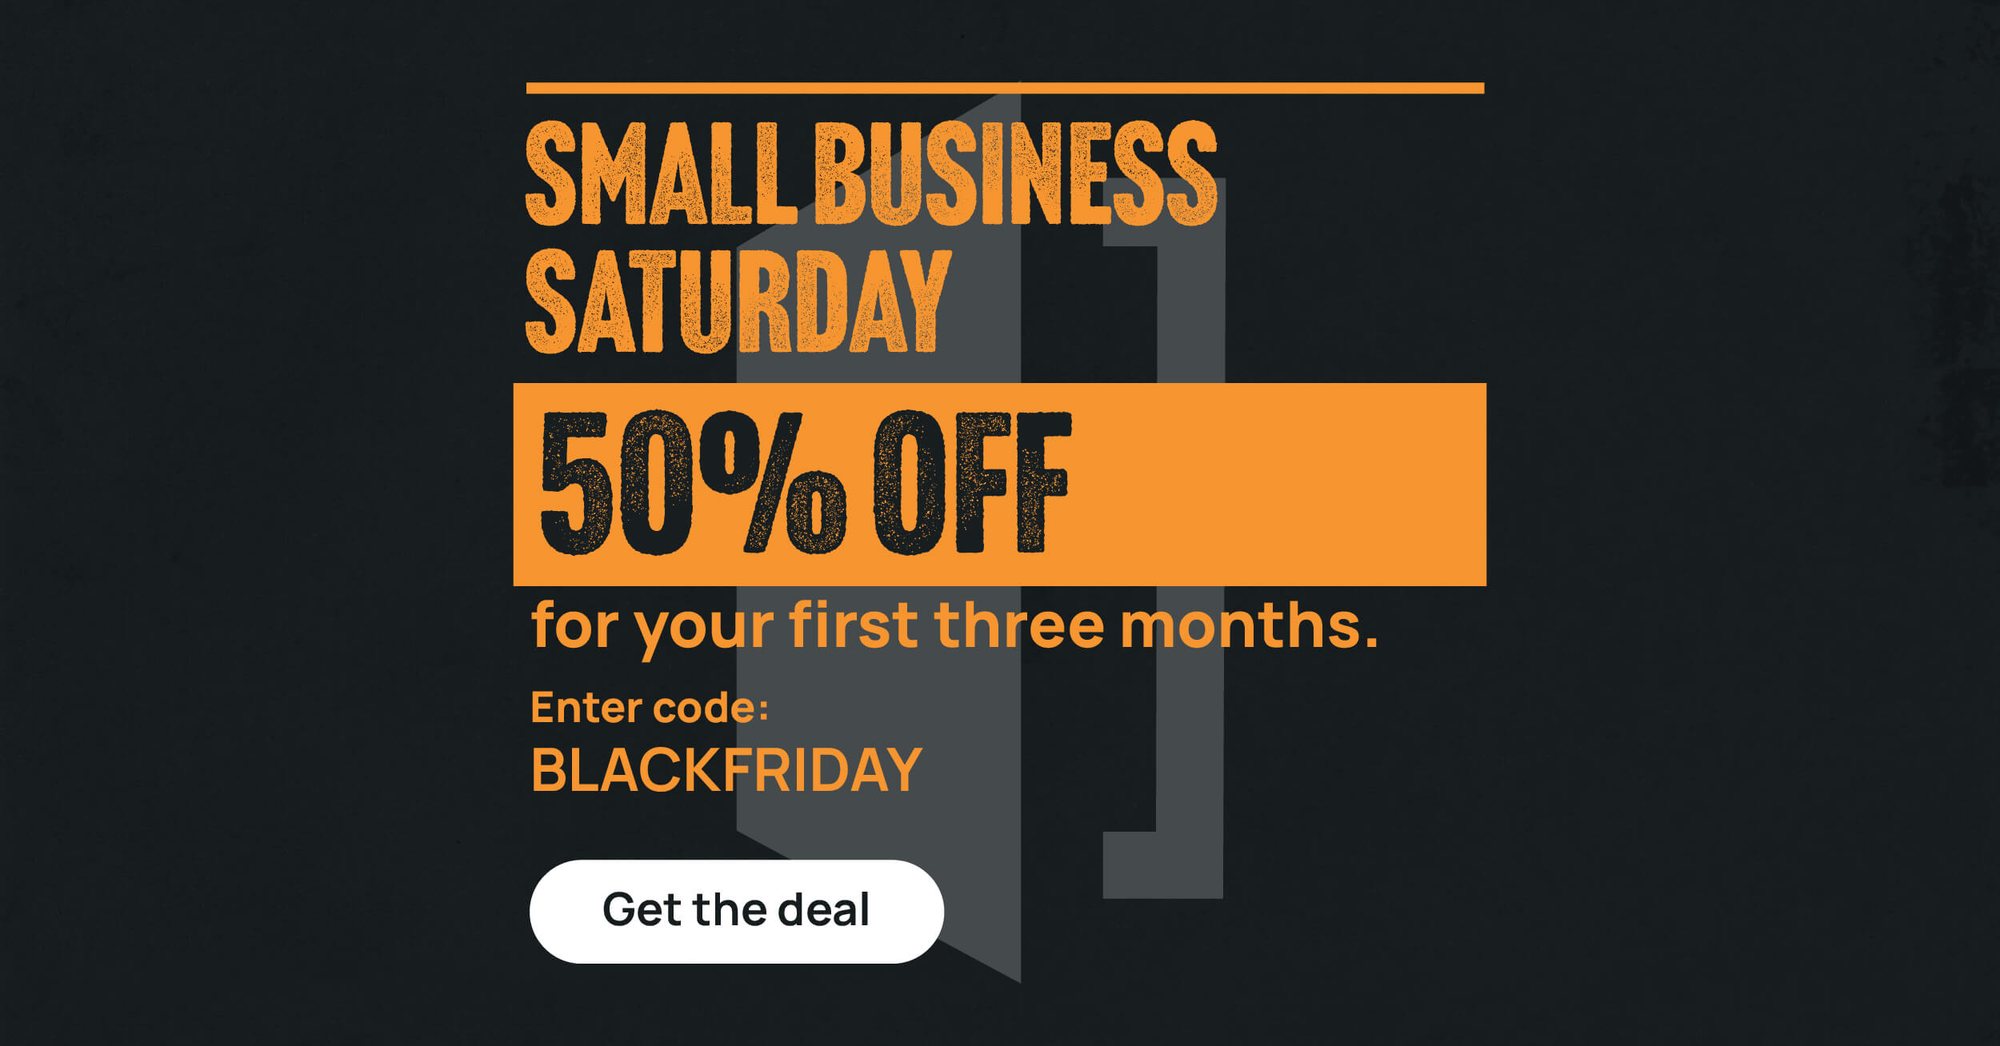 SMALL BUSINESS
SATURDAY
50% OFF
for your first three months.
Enter code:
BLACKFRIDAY
Get the deal